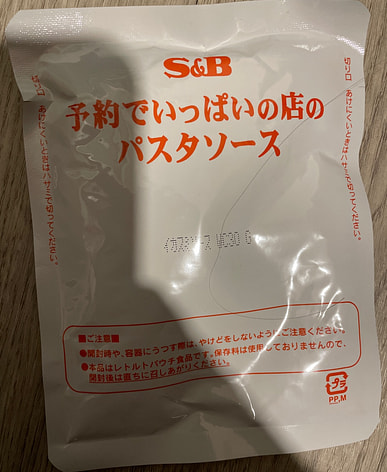 S&B
予約でいっぱいの店の
パスタソース
切り口 あけにくいときはハサミで切ってください。
切り口 あけにくいときはハサミで切ってください。
イカスミソース MC30 G
■ご注意■
●開封時や、容器にうつす際は、やけどをしないようにご注意ください。
●本品はレトルトパウチ食品です。保存料は使用しておりませんので、
開封後は直ちに召しあがりください。
プラ
PP,M